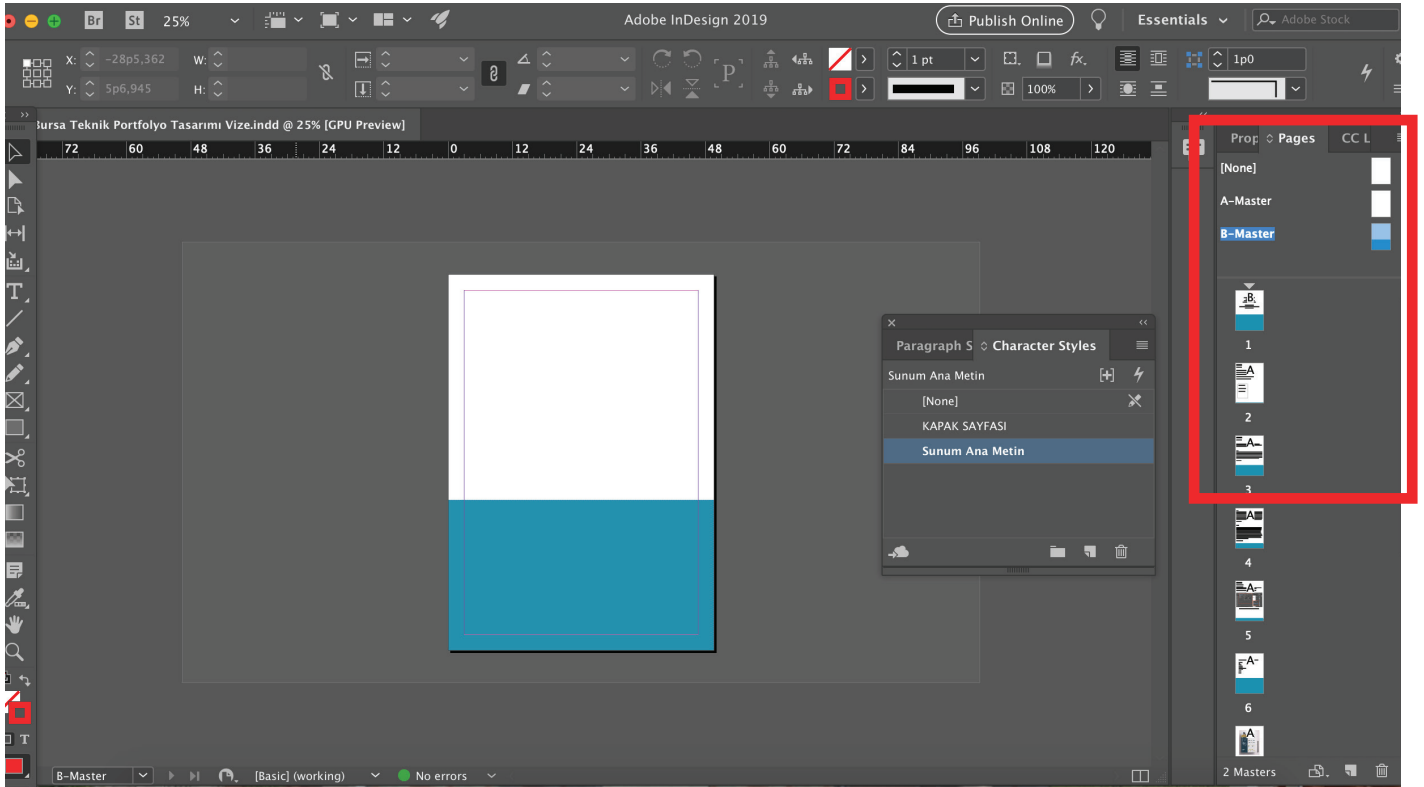 Br St 25% Adobe InDesign 2019 Publish Online Essentials Adobe Stock
X: -28p5,362 W: P fx. 1 pt 1p0
Y: 5p6,945 H: 100%
Bursa Teknik Portfolyo Tasarımı Vize.indd @ 25% [GPU Preview]
72 60 48 36 24 12 0 12 24 36 48 60 72 84 96 108 120
Prop Pages CC L
[None]
A-Master
B-Master
B
1
A
2
A
3
A
4
A
5
A
6
A
2 Masters
Paragraph S Character Styles
Sunum Ana Metin
[None]
KAPAK SAYFASI
Sunum Ana Metin
T
T
B-Master [Basic] (working) No errors